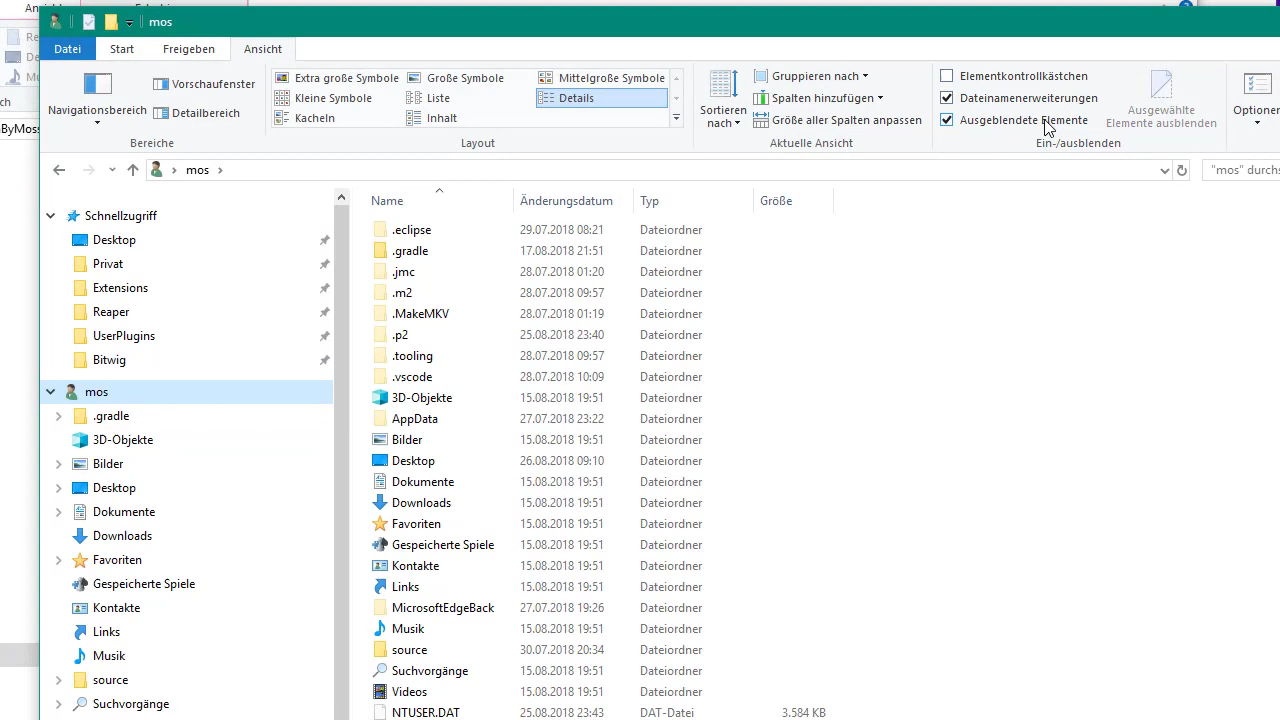 mos
Datei
Start
Freigeben
Ansicht
Navigationsbereich
Vorschaufenster
Detailbereich
Bereiche
Extra große Symbole
Große Symbole
Mittelgroße Symbole
Kleine Symbole
Liste
Details
Kacheln
Inhalt
Layout
Sortieren
nach
Gruppieren nach
Spalten hinzufügen
Größe aller Spalten anpassen
Aktuelle Ansicht
Elementkontrollkästchen
Dateinamenerweiterungen
Ausgeblendete Elemente
Ausgewählte
Elemente ausblenden
Ein-/ausblenden
Optionen
ByMoss
mos
"mos" durchs
Schnellzugriff
Desktop
Privat
Extensions
Reaper
UserPlugins
Bitwig
mos
.gradle
3D-Objekte
Bilder
Desktop
Dokumente
Downloads
Favoriten
Gespeicherte Spiele
Kontakte
Links
Musik
source
Suchvorgänge
Name Änderungsdatum Typ Größe
.eclipse 29.07.2018 08:21 Dateiordner
.gradle 17.08.2018 21:51 Dateiordner
.jmc 28.07.2018 01:20 Dateiordner
.m2 28.07.2018 09:57 Dateiordner
.MakeMKV 28.07.2018 01:19 Dateiordner
.p2 25.08.2018 23:40 Dateiordner
.tooling 28.07.2018 09:57 Dateiordner
.vscode 28.07.2018 10:09 Dateiordner
3D-Objekte 15.08.2018 19:51 Dateiordner
AppData 27.07.2018 23:22 Dateiordner
Bilder 15.08.2018 19:51 Dateiordner
Desktop 26.08.2018 09:10 Dateiordner
Dokumente 15.08.2018 19:51 Dateiordner
Downloads 15.08.2018 19:51 Dateiordner
Favoriten 15.08.2018 19:51 Dateiordner
Gespeicherte Spiele 15.08.2018 19:51 Dateiordner
Kontakte 15.08.2018 19:51 Dateiordner
Links 15.08.2018 19:51 Dateiordner
MicrosoftEdgeBack 27.07.2018 19:26 Dateiordner
Musik 15.08.2018 19:51 Dateiordner
source 30.07.2018 20:34 Dateiordner
Suchvorgänge 15.08.2018 19:51 Dateiordner
Videos 15.08.2018 19:51 Dateiordner
NTUSER.DAT 25.08.2018 23:43 DAT-Datei 3.584 KB